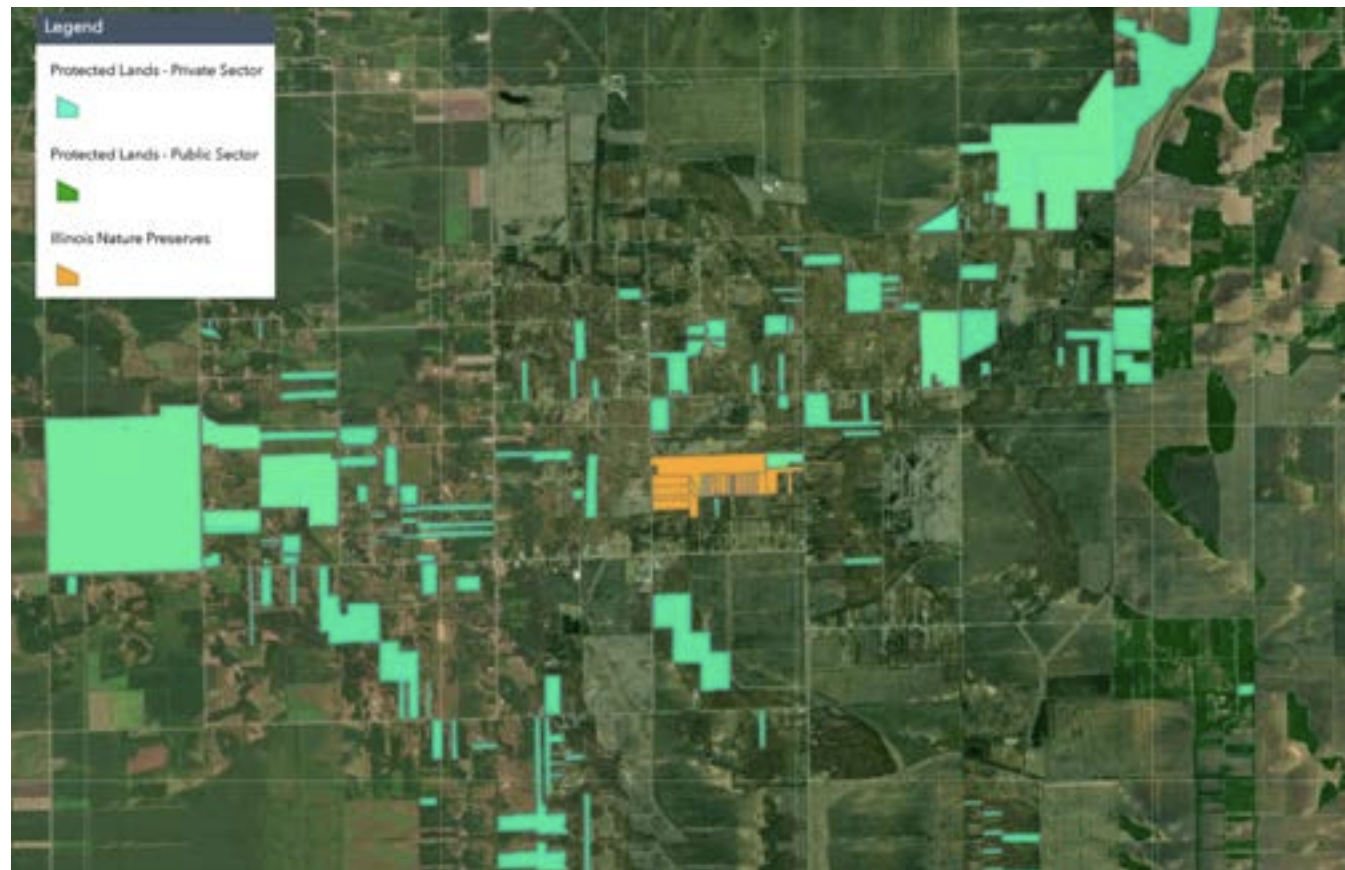 Legend
Protected Lands - Private Sector
Protected Lands - Public Sector
Illinois Nature Preserves